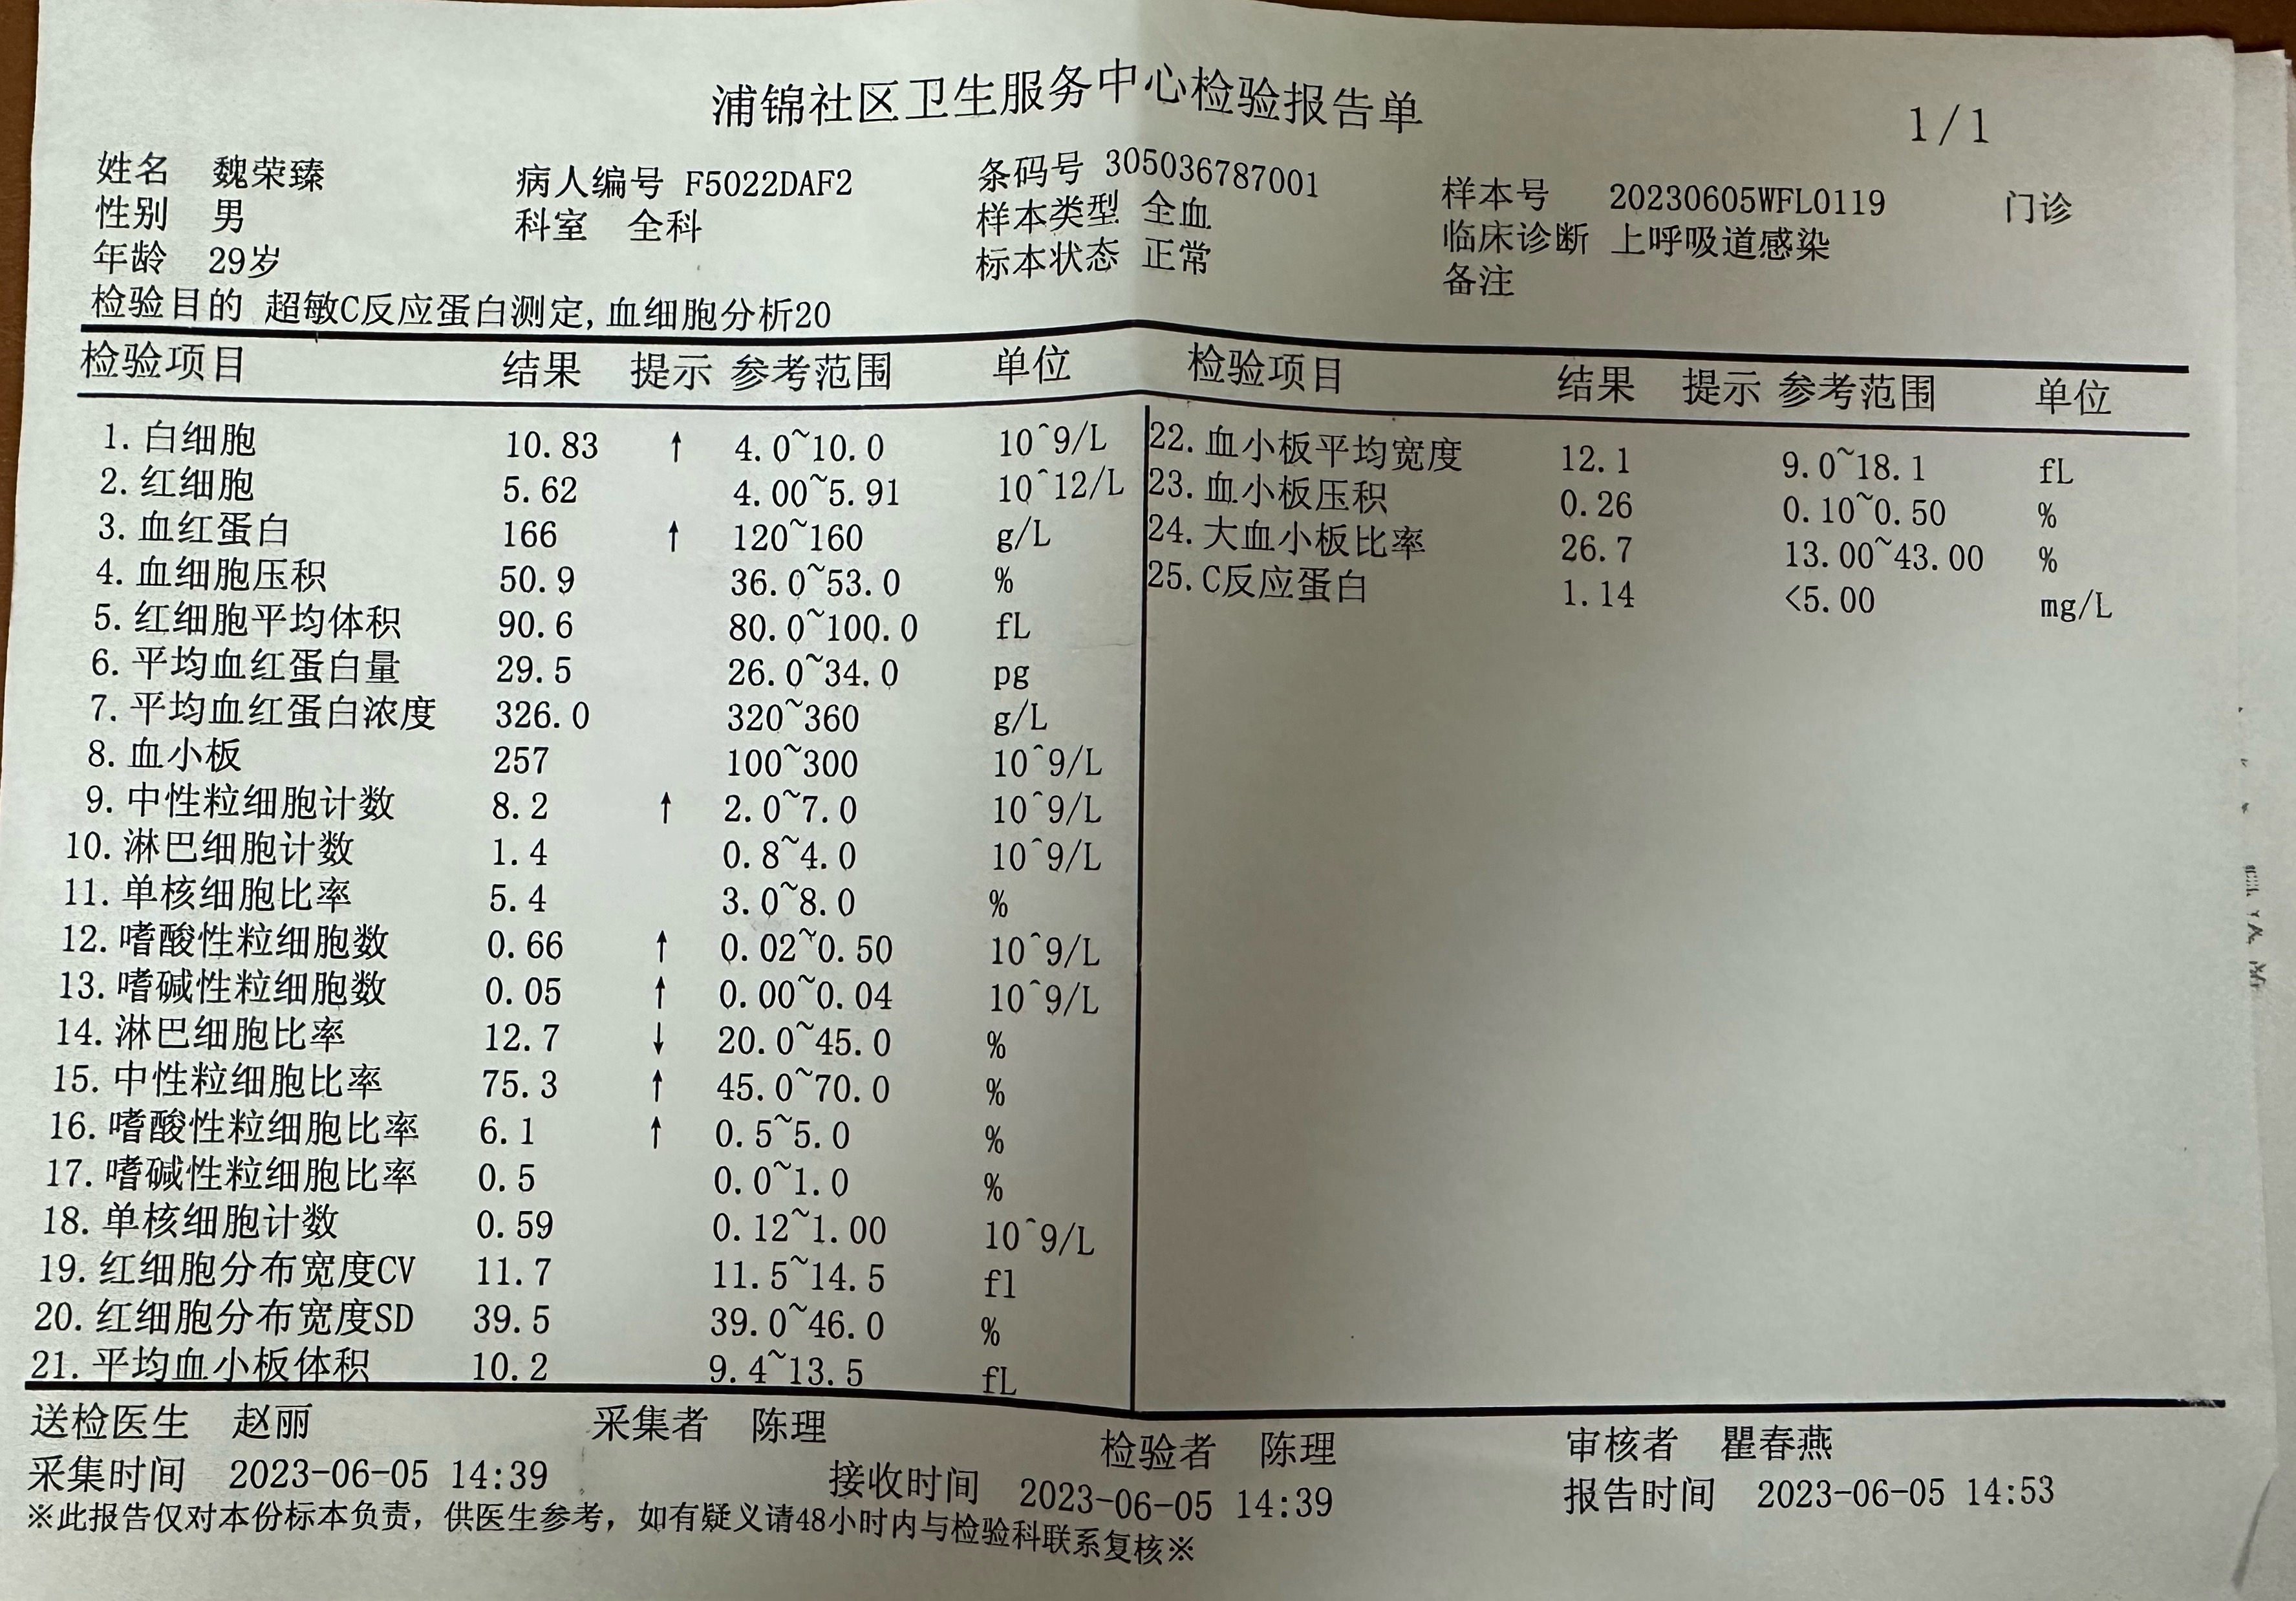 浦锦社区卫生服务中心检验报告单
1/1
姓名 魏荣臻 病人编号 F5022DAF2 条码号 305036787001 样本号 20230605WFL0119 门诊
性别 男 科室 全科 样本类型 全血 临床诊断 上呼吸道感染
年龄 29岁 标本状态 正常 备注
检验目的 超敏C反应蛋白测定,血细胞分析20
检验项目 结果 提示 参考范围 单位
1.白细胞 10.83 ↑ 4.0~10.0 10^9/L
2.红细胞 5.62 4.00~5.91 10^12/L
3.血红蛋白 166 ↑ 120~160 g/L
4.血细胞压积 50.9 36.0~53.0 %
5.红细胞平均体积 90.6 80.0~100.0 fL
6.平均血红蛋白量 29.5 26.0~34.0 pg
7.平均血红蛋白浓度 326.0 320~360 g/L
8.血小板 257 100~300 10^9/L
9.中性粒细胞计数 8.2 ↑ 2.0~7.0 10^9/L
10.淋巴细胞计数 1.4 0.8~4.0 10^9/L
11.单核细胞比率 5.4 3.0~8.0 %
12.嗜酸性粒细胞数 0.66 ↑ 0.02~0.50 10^9/L
13.嗜碱性粒细胞数 0.05 ↑ 0.00~0.04 10^9/L
14.淋巴细胞比率 12.7 ↓ 20.0~45.0 %
15.中性粒细胞比率 75.3 ↑ 45.0~70.0 %
16.嗜酸性粒细胞比率 6.1 ↑ 0.5~5.0 %
17.嗜碱性粒细胞比率 0.5 0.0~1.0 %
18.单核细胞计数 0.59 0.12~1.00 10^9/L
19.红细胞分布宽度CV 11.7 11.5~14.5 fl
20.红细胞分布宽度SD 39.5 39.0~46.0 %
21.平均血小板体积 10.2 9.4~13.5 fL
检验项目 结果 提示 参考范围 单位
22.血小板平均宽度 12.1 9.0~18.1 fL
23.血小板压积 0.26 0.10~0.50 %
24.大血小板比率 26.7 13.00~43.00 %
25.C反应蛋白 1.14 <5.00 mg/L
送检医生 赵丽 采集者 陈理 检验者 陈理 审核者 瞿春燕
采集时间 2023-06-05 14:39 接收时间 2023-06-05 14:39 报告时间 2023-06-05 14:53
※此报告仅对本份标本负责，供医生参考，如有疑义请48小时内与检验科联系复核※